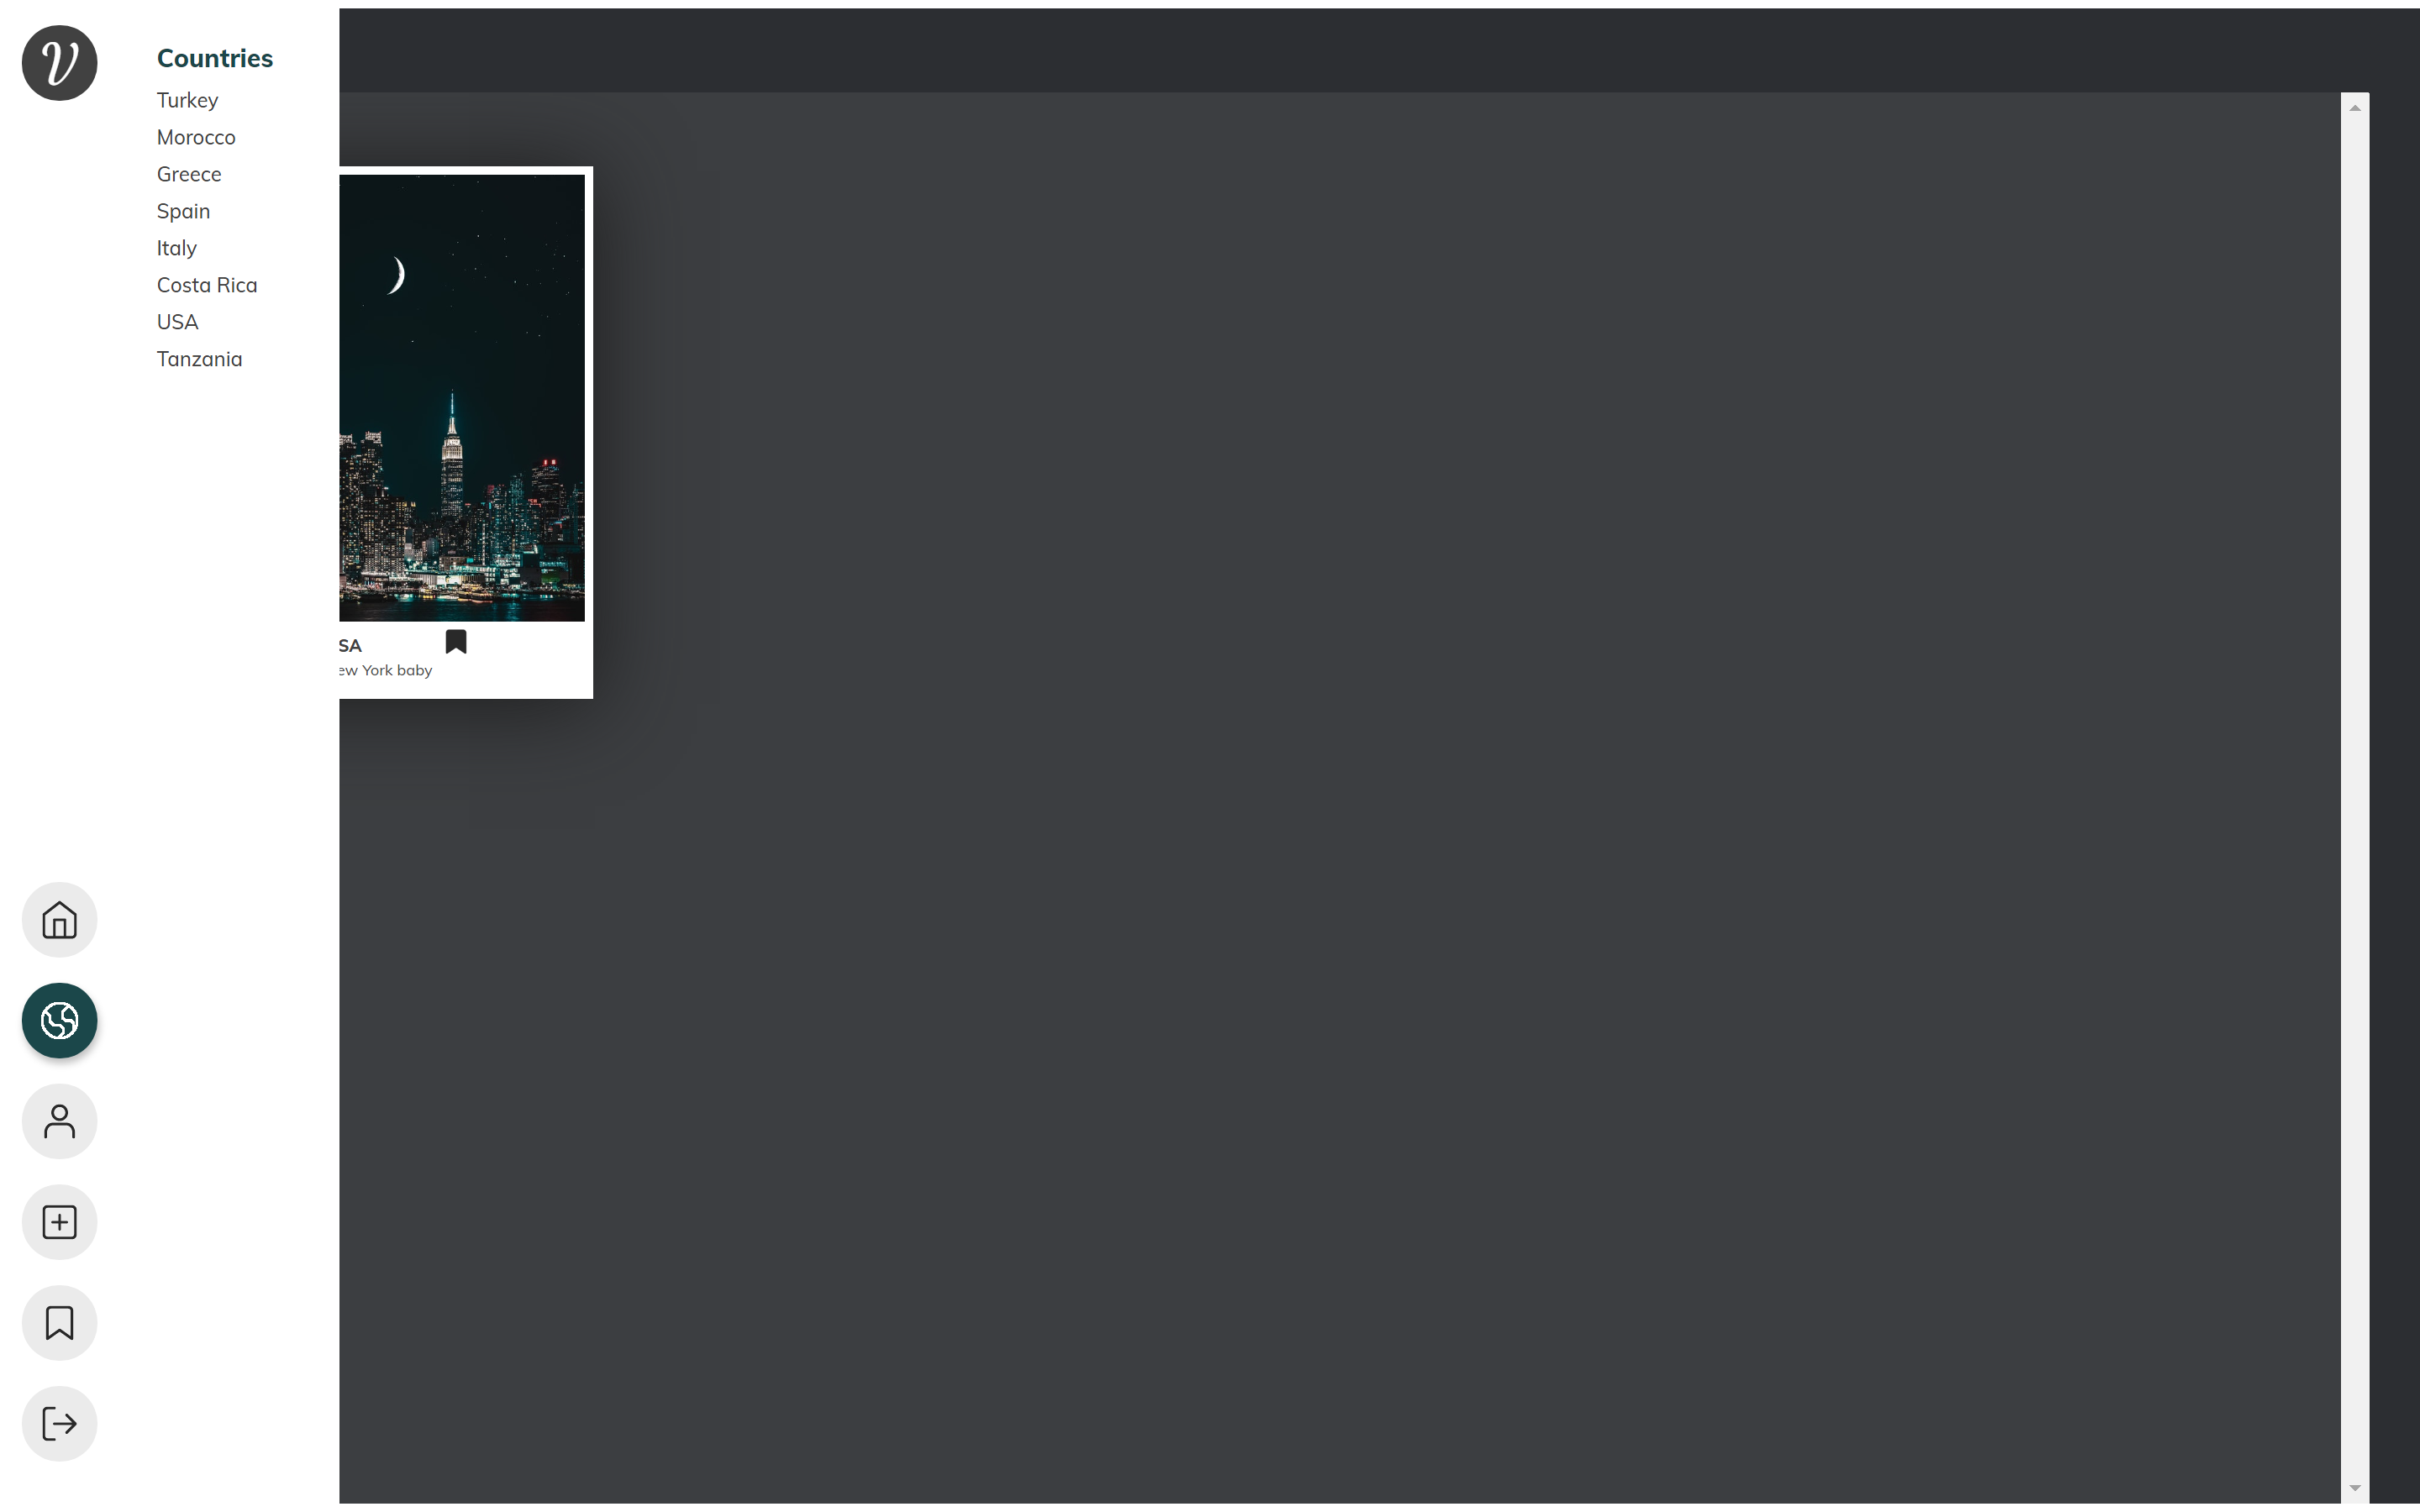 V
Countries
Turkey
Morocco
Greece
Spain
Italy
Costa Rica
USA
Tanzania
SA
ew York baby